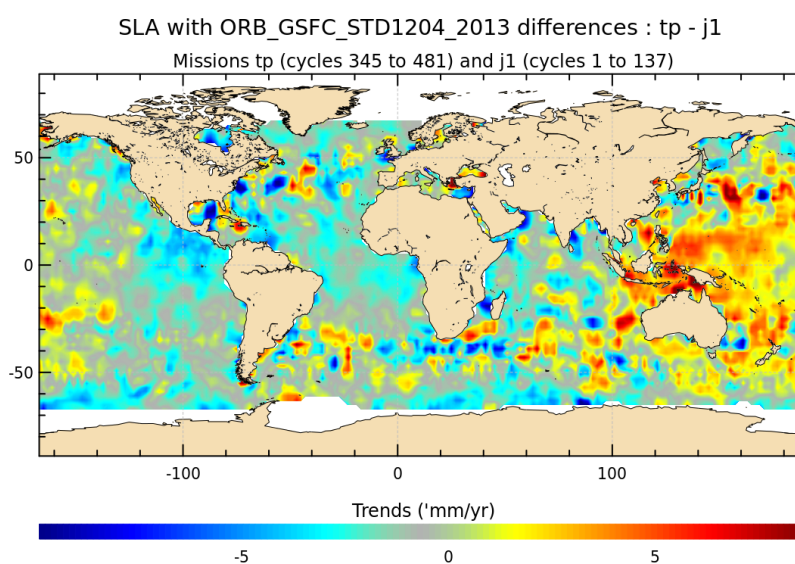 SLA with ORB_GSFC_STD1204_2013 differences : tp - j1
Missions tp (cycles 345 to 481) and j1 (cycles 1 to 137)
50
0
-50
-100 0 100
Trends ('mm/yr)
-5 0 5